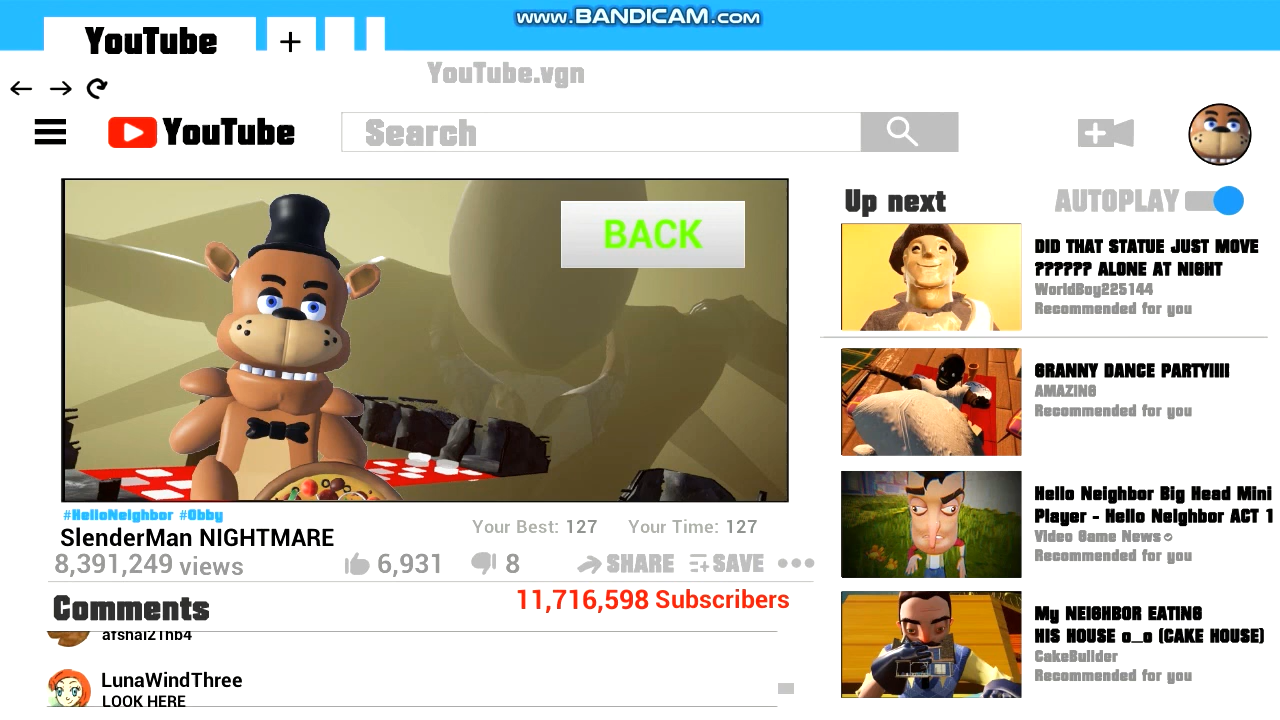 www.BANDICAM.com
YouTube
+
YouTube.vgn
YouTube
Search
BACK
Up next
AUTOPLAY
DID THAT STATUE JUST MOVE
?????? ALONE AT NIGHT
WorldBoy225144
Recommended for you
GRANNY DANCE PARTY!!!!
AMAZING
Recommended for you
Hello Neighbor Big Head Mini
Player - Hello Neighbor ACT 1
Video Game News
Recommended for you
My NEIGHBOR EATING
HIS HOUSE o_o (CAKE HOUSE)
CakeBuilder
Recommended for you
#HelloNeighbor #Obby
SlenderMan NIGHTMARE
Your Best: 127
Your Time: 127
8,391,249 views
6,931
8
SHARE
SAVE
11,716,598 Subscribers
Comments
LunaWindThree
LOOK HERE